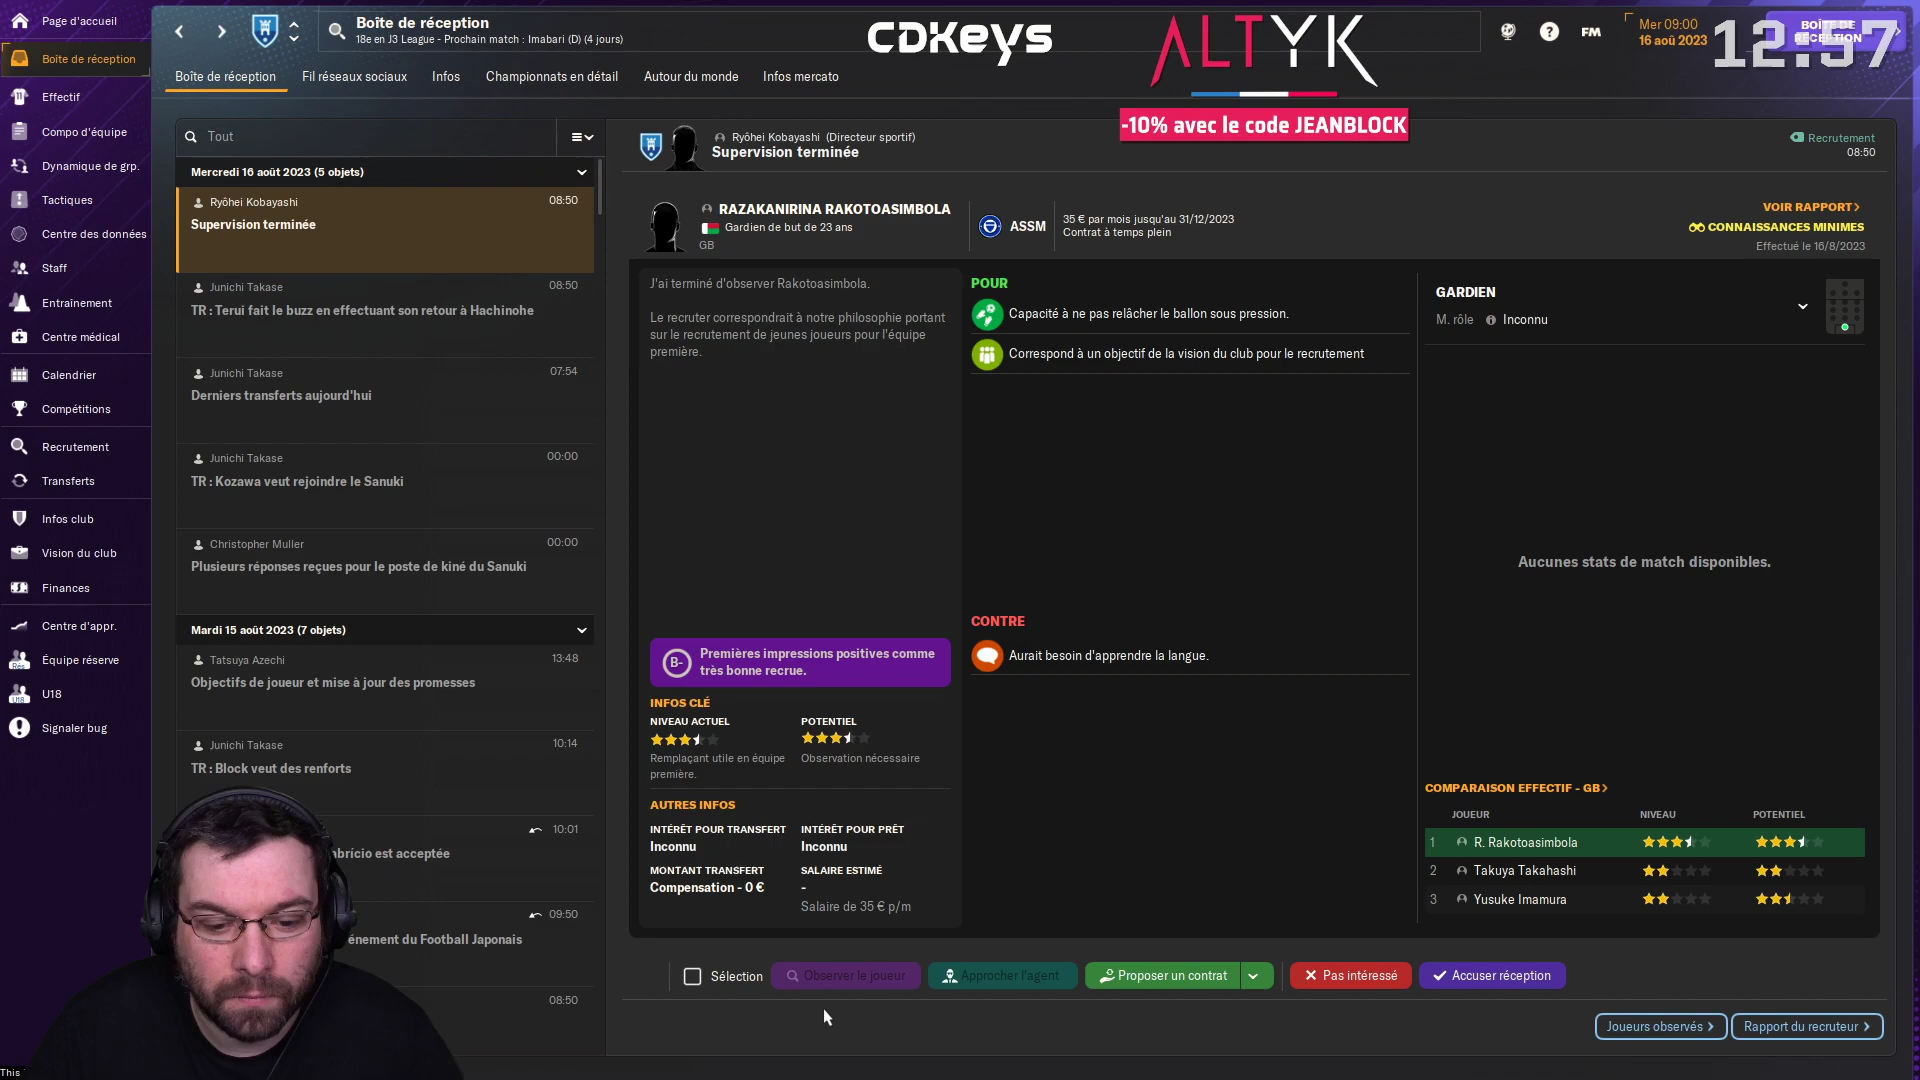 Page d'accueil
Boîte de réception
Effectif
Compo d'équipe
Dynamique de grp.
Tactiques
Centre des données
Staff
Entraînement
Centre médical
Calendrier
Compétitions
Recrutement
Transferts
Infos club
Vision du club
Finances
Centre d'appr.
Équipe réserve
U18
Signaler bug
This
Boîte de réception
18e en J3 League - Prochain match : Imabari (D) (4 jours)
CDKeys
ALTYK
-10% avec le code JEANBLOCK
FM
Mer 09:00
16 aoû 2023
BOÎTE DE
RÉCEPTION
12:57
Boîte de réception
Fil réseaux sociaux
Infos
Championnats en détail
Autour du monde
Infos mercato
Tout
Mercredi 16 août 2023 (5 objets)
Ryôhei Kobayashi 08:50
Supervision terminée
Junichi Takase 08:50
TR : Terui fait le buzz en effectuant son retour à Hachinohe
Junichi Takase 07:54
Derniers transferts aujourd'hui
Junichi Takase 00:00
TR : Kozawa veut rejoindre le Sanuki
Christopher Muller 00:00
Plusieurs réponses reçues pour le poste de kiné du Sanuki
Mardi 15 août 2023 (7 objets)
Tatsuya Azechi 13:48
Objectifs de joueur et mise à jour des promesses
Junichi Takase 10:14
TR : Block veut des renforts
10:01
est acceptée
09:50
du Football Japonais
08:50
Ryôhei Kobayashi (Directeur sportif)
Supervision terminée
Recrutement
08:50
RAZAKANIRINA RAKOTOASIMBOLA
Gardien de but de 23 ans
GB
ASSM
35 € par mois jusqu'au 31/12/2023
Contrat à temps plein
VOIR RAPPORT
CONNAISSANCES MINIMES
Effectué le 16/8/2023
J'ai terminé d'observer Rakotoasimbola.
Le recruter correspondrait à notre philosophie portant
sur le recrutement de jeunes joueurs pour l'équipe
première.
B-
Premières impressions positives comme
très bonne recrue.
INFOS CLÉ
NIVEAU ACTUEL
Remplaçant utile en équipe
première.
POTENTIEL
Observation nécessaire
AUTRES INFOS
INTÉRÊT POUR TRANSFERT
Inconnu
INTÉRÊT POUR PRÊT
Inconnu
MONTANT TRANSFERT
Compensation - 0 €
SALAIRE ESTIMÉ
-
Salaire de 35 € p/m
POUR
Capacité à ne pas relâcher le ballon sous pression.
Correspond à un objectif de la vision du club pour le recrutement
CONTRE
Aurait besoin d'apprendre la langue.
GARDIEN
M. rôle Inconnu
Aucunes stats de match disponibles.
COMPARAISON EFFECTIF - GB
JOUEUR NIVEAU POTENTIEL
1 R. Rakotoasimbola
2 Takuya Takahashi
3 Yusuke Imamura
Sélection
Observer le joueur
Approcher l'agent
Proposer un contrat
Pas intéressé
Accuser réception
Joueurs observés
Rapport du recruteur